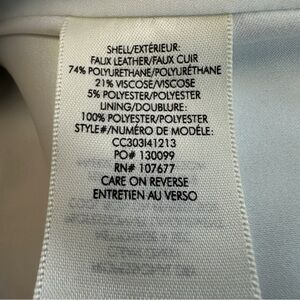 SHELL/EXTÉRIEUR:
FAUX LEATHER/FAUX CUIR
74% POLYURETHANE/POLYURÉTHANE
21% VISCOSE/VISCOSE
5% POLYESTER/POLYESTER
LINING/DOUBLURE:
100% POLYESTER/POLYESTER
STYLE#/NUMÉRO DE MODÈLE:
CC303I41213
PO# 130099
RN# 107677
CARE ON REVERSE
ENTRETIEN AU VERSO